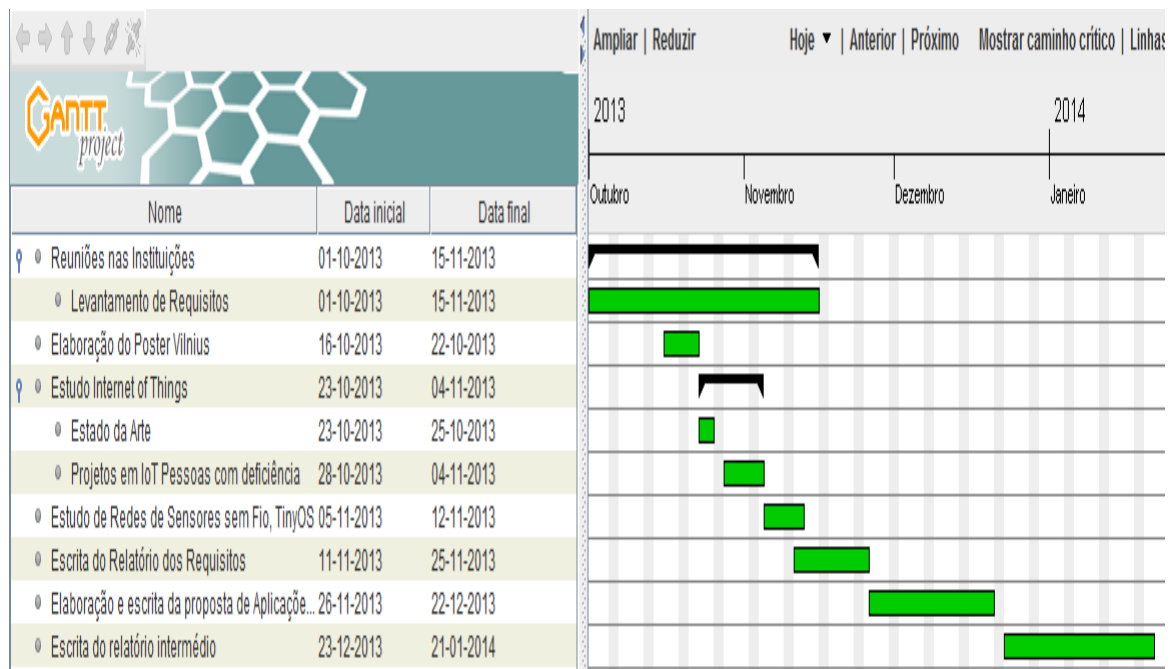 Ampliar | Reduzir Hoje ▼ | Anterior | Próximo Mostrar caminho crítico | Linhas
GANTT
project
2013 2014
Outubro Novembro Dezembro Janeiro
Nome Data inicial Data final
Reuniões nas Instituições 01-10-2013 15-11-2013
Levantamento de Requisitos 01-10-2013 15-11-2013
Elaboração do Poster Vilnius 16-10-2013 22-10-2013
Estudo Internet of Things 23-10-2013 04-11-2013
Estado da Arte 23-10-2013 25-10-2013
Projetos em IoT Pessoas com deficiência 28-10-2013 04-11-2013
Estudo de Redes de Sensores sem Fio, TinyOS 05-11-2013 12-11-2013
Escrita do Relatório dos Requisitos 11-11-2013 25-11-2013
Elaboração e escrita da proposta de Aplicaçõe... 26-11-2013 22-12-2013
Escrita do relatório intermédio 23-12-2013 21-01-2014